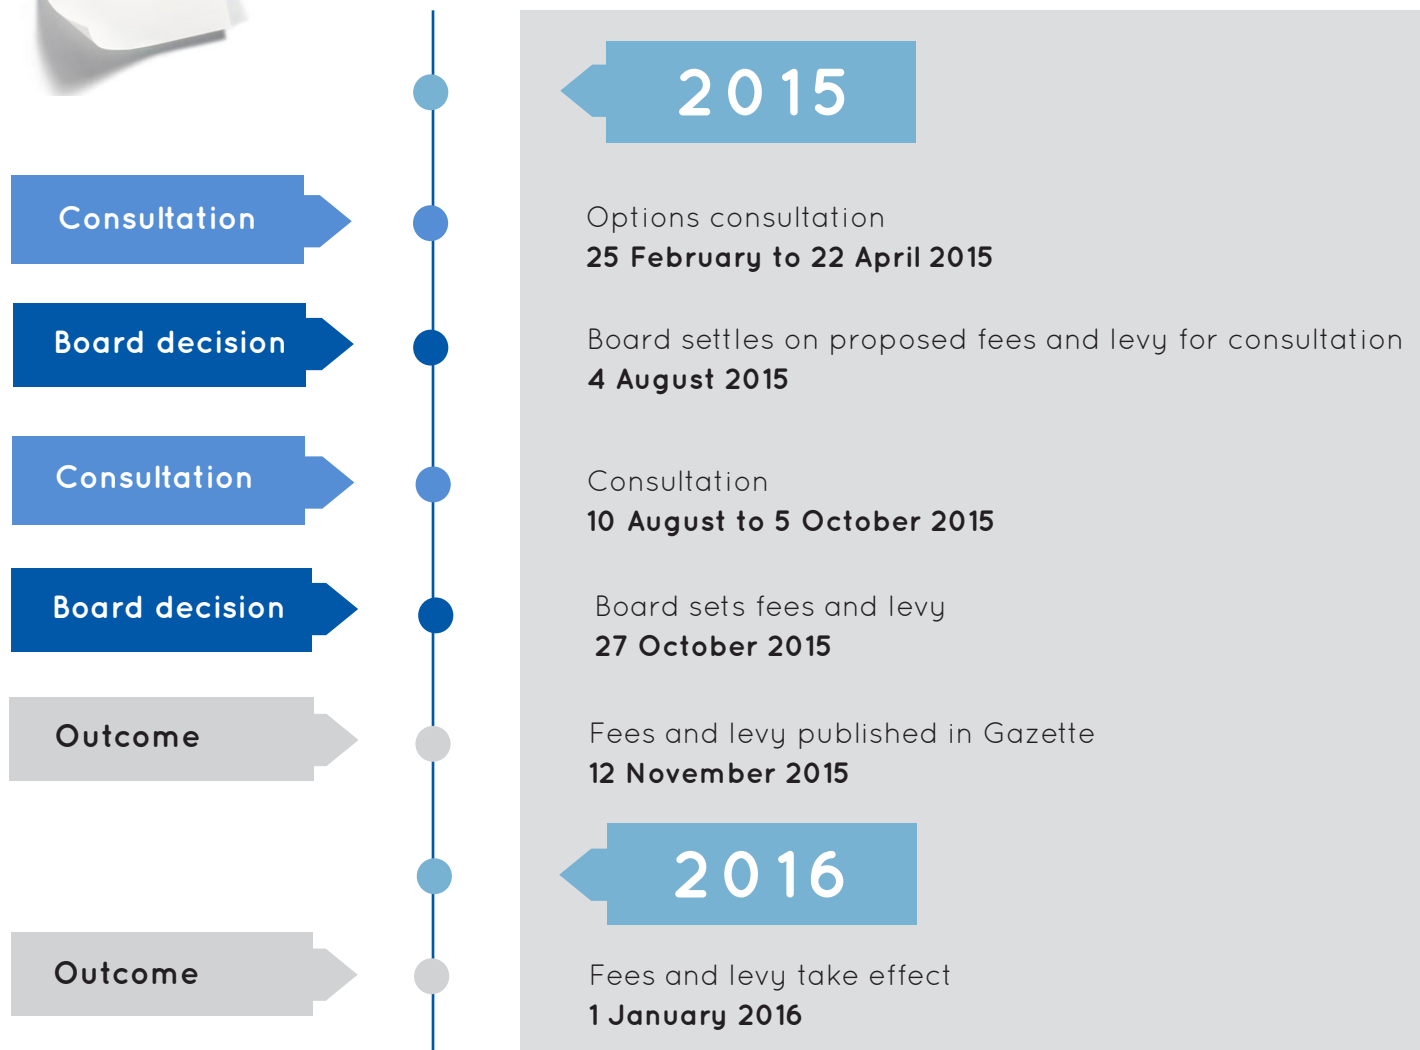 2015
Consultation
Options consultation
25 February to 22 April 2015
Board decision
Board settles on proposed fees and levy for consultation
4 August 2015
Consultation
Consultation
10 August to 5 October 2015
Board decision
Board sets fees and levy
27 October 2015
Outcome
Fees and levy published in Gazette
12 November 2015
2016
Outcome
Fees and levy take effect
1 January 2016